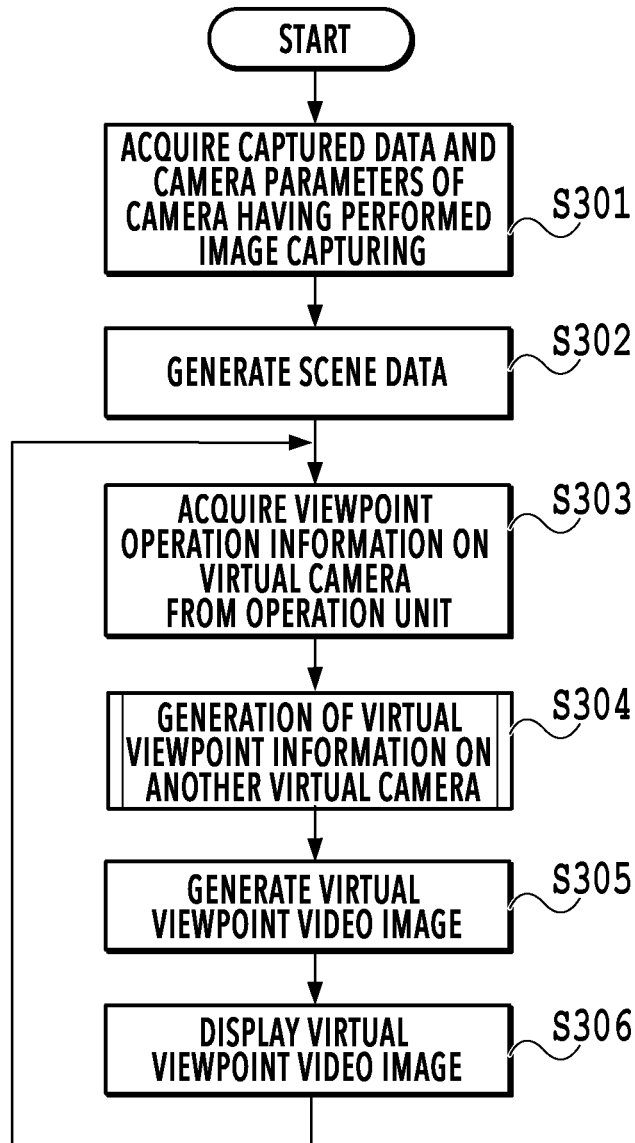 START
ACQUIRE CAPTURED DATA AND
CAMERA PARAMETERS OF
CAMERA HAVING PERFORMED
IMAGE CAPTURING
S301
GENERATE SCENE DATA
S302
ACQUIRE VIEWPOINT
OPERATION INFORMATION ON
VIRTUAL CAMERA
FROM OPERATION UNIT
S303
GENERATION OF VIRTUAL
VIEWPOINT INFORMATION ON
ANOTHER VIRTUAL CAMERA
S304
GENERATE VIRTUAL
VIEWPOINT VIDEO IMAGE
S305
DISPLAY VIRTUAL
VIEWPOINT VIDEO IMAGE
S306